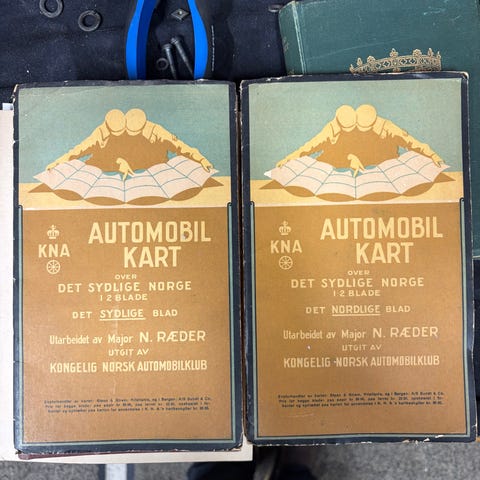 KNA
AUTOMOBIL
KART
OVER
DET SYDLIGE NORGE
I 2 BLADE
DET SYDLIGE BLAD
Utarbeidet av Major N. RÆDER
UTGIT AV
KONGELIG NORSK AUTOMOBILKLUB
KNA
AUTOMOBIL
KART
OVER
DET SYDLIGE NORGE
I 2 BLADE
DET NORDLIGE BLAD
Utarbeidet av Major N. RÆDER
UTGIT AV
KONGELIG NORSK AUTOMOBILKLUB